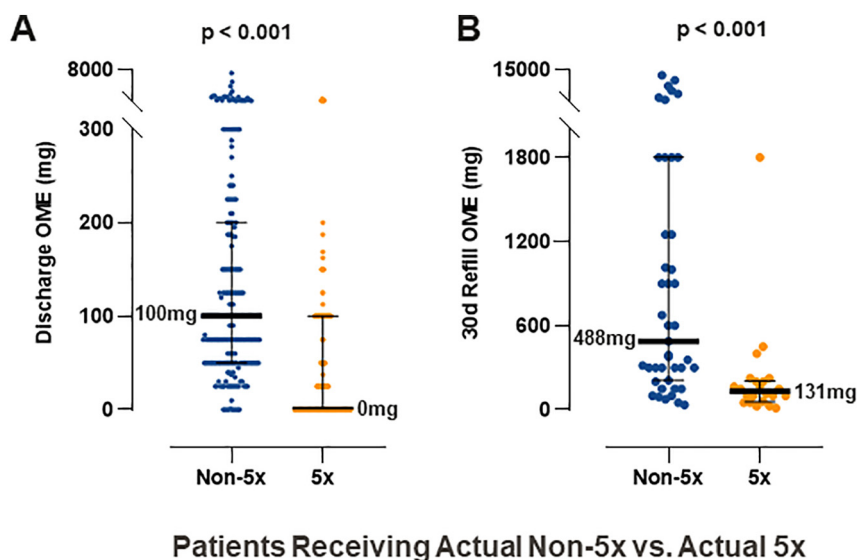 A
p < 0.001
8000
300
200
100
0
Discharge OME (mg)
100mg
0mg
Non-5x
5x
B
p < 0.001
15000
1800
1200
600
0
30d Refill OME (mg)
488mg
131mg
Non-5x
5x
Patients Receiving Actual Non-5x vs. Actual 5x